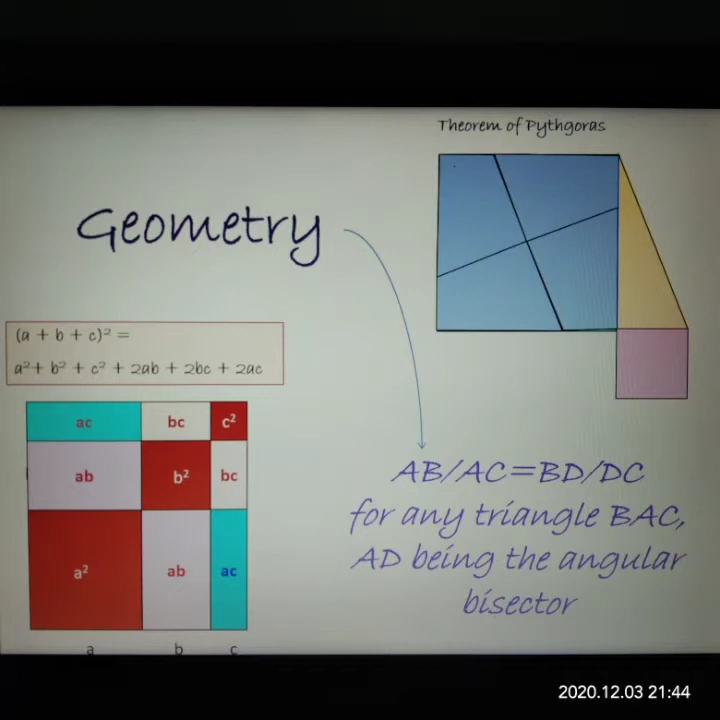 Theorem of Pythgoras
Geometry
(a + b + c)² =
a² + b² + c² + 2ab + 2bc + 2ac
ac bc c²
ab b² bc
a² ab ac
a b c
AB/AC=BD/DC
for any triangle BAC,
AD being the angular
bisector
2020.12.03 21:44